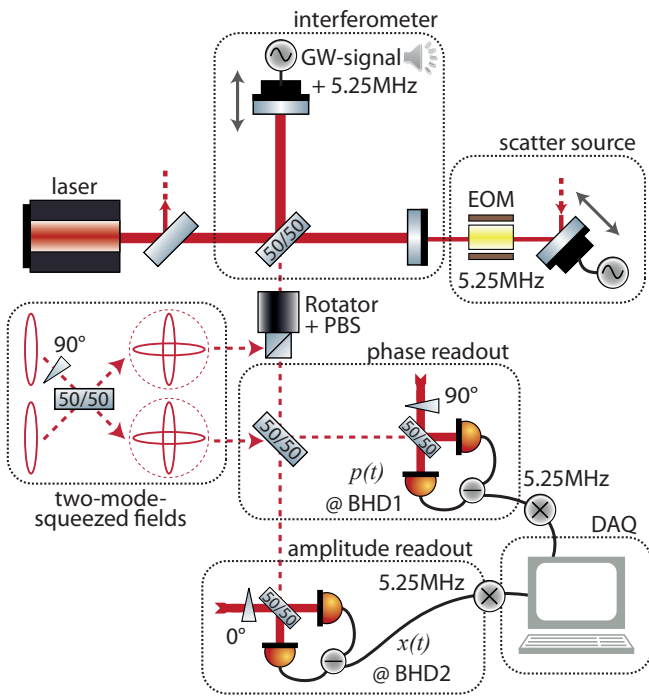 interferometer
GW-signal
+ 5.25MHz
scatter source
laser
EOM
50/50
5.25MHz
Rotator
+ PBS
90°
50/50
phase readout
90°
50/50
50/50
p(t)
@ BHD1
5.25MHz
two-mode-
squeezed fields
DAQ
amplitude readout
5.25MHz
50/50
0°
x(t)
@ BHD2